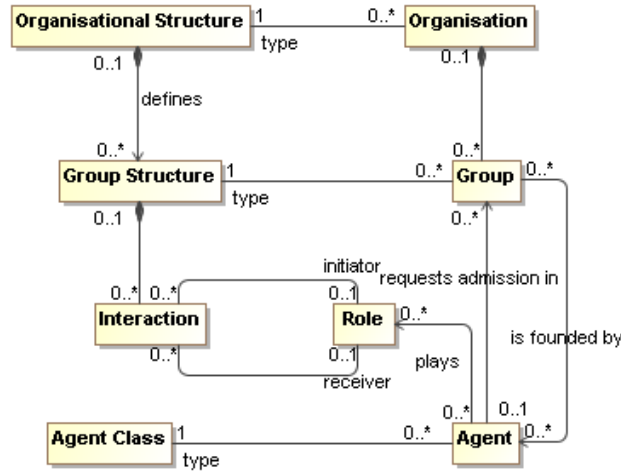 Organisational Structure
1
0..*
Organisation
0..1
type
0..1
defines
0..*
0..*
Group Structure
1
0..*
Group
0..*
0..1
type
0..*
initiator
requests admission in
0..*
0..*
0..1
Interaction
Role
0..*
is founded by
0..*
0..1
plays
receiver
0..*
0..1
Agent Class
1
0..*
Agent
0..*
type